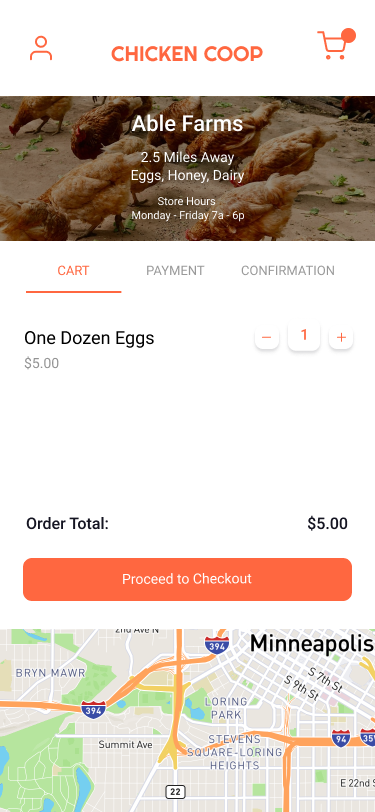 CHICKEN COOP
Able Farms
2.5 Miles Away
Eggs, Honey, Dairy
Store Hours
Monday - Friday 7a - 6p
CART
PAYMENT
CONFIRMATION
One Dozen Eggs
−
1
+
$5.00
Order Total:
$5.00
Proceed to Checkout
2nd Ave N
394
Minneapolis
BRYN MAWR
S 7th St
S 9th St
394
LORING
PARK
Summit Ave
STEVENS
SQUARE-LORING
HEIGHTS
94
35
22
E 22nd S